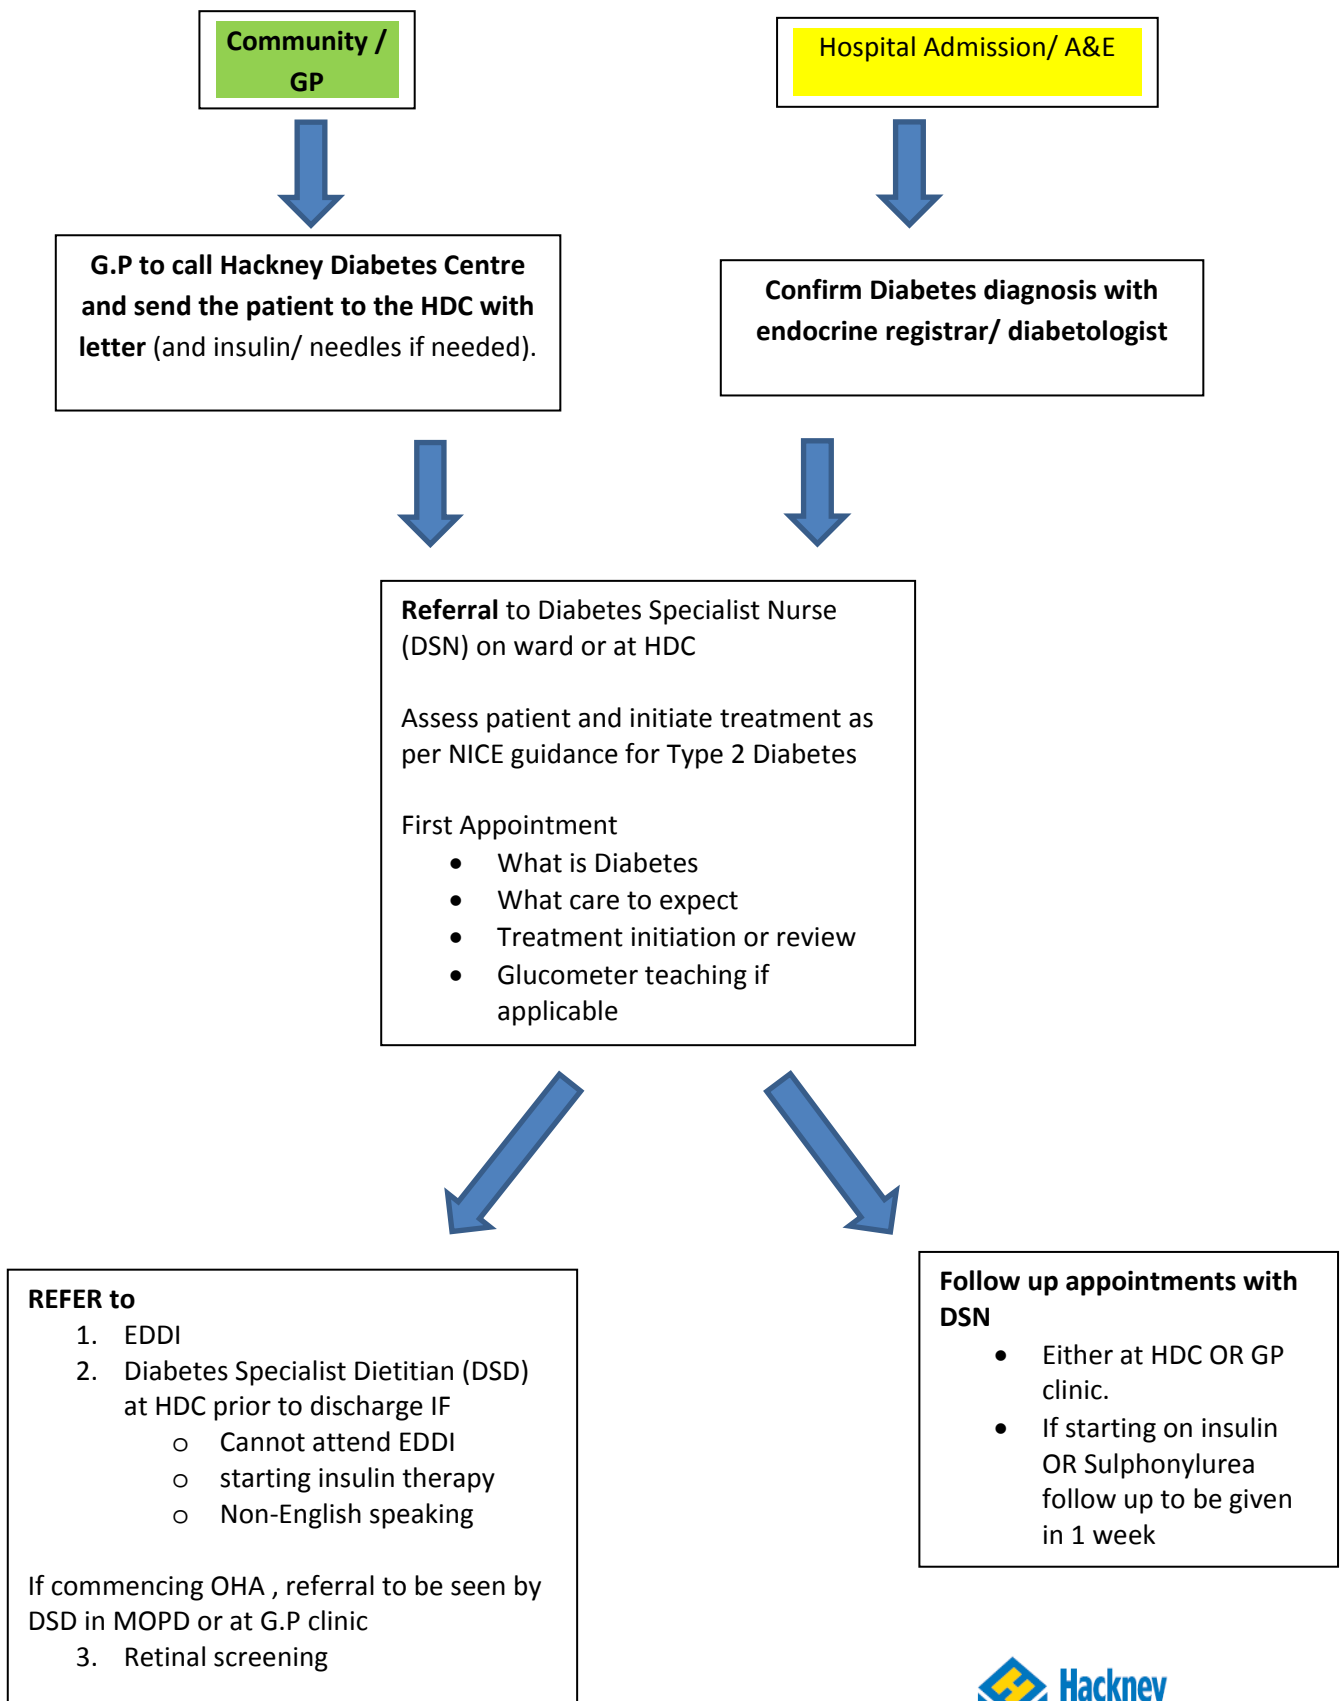 Community /
GP
Hospital Admission/ A&E
G.P to call Hackney Diabetes Centre
and send the patient to the HDC with
letter (and insulin/ needles if needed).
Confirm Diabetes diagnosis with
endocrine registrar/ diabetologist
Referral to Diabetes Specialist Nurse
(DSN) on ward or at HDC
Assess patient and initiate treatment as
per NICE guidance for Type 2 Diabetes
First Appointment
• What is Diabetes
• What care to expect
• Treatment initiation or review
• Glucometer teaching if
applicable
REFER to
1. EDDI
2. Diabetes Specialist Dietitian (DSD)
at HDC prior to discharge IF
o Cannot attend EDDI
o starting insulin therapy
o Non-English speaking
If commencing OHA , referral to be seen by
DSD in MOPD or at G.P clinic
3. Retinal screening
Follow up appointments with
DSN
• Either at HDC OR GP
clinic.
• If starting on insulin
OR Sulphonylurea
follow up to be given
in 1 week
Hackney